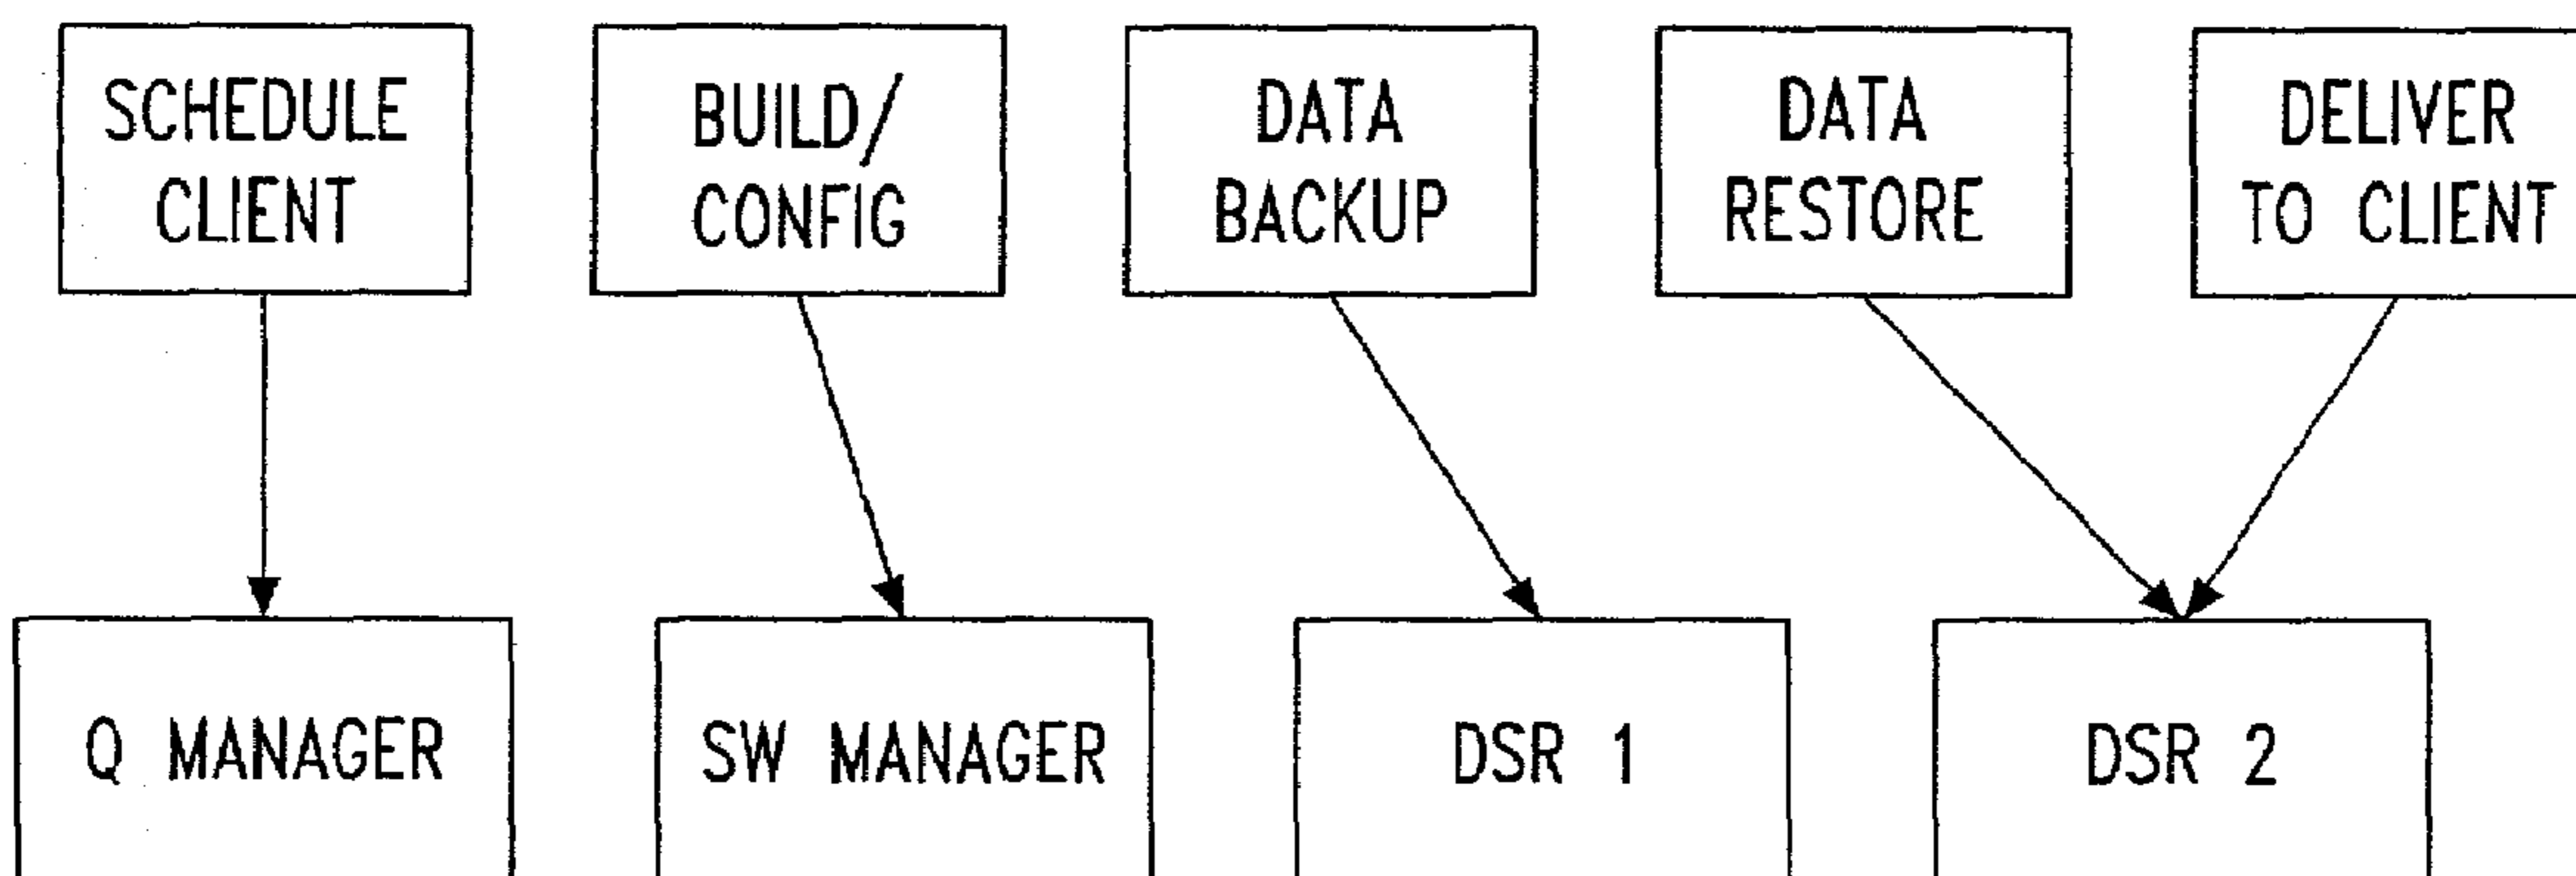 SCHEDULE
CLIENT
BUILD/
CONFIG
DATA
BACKUP
DATA
RESTORE
DELIVER
TO CLIENT
Q MANAGER
SW MANAGER
DSR 1
DSR 2